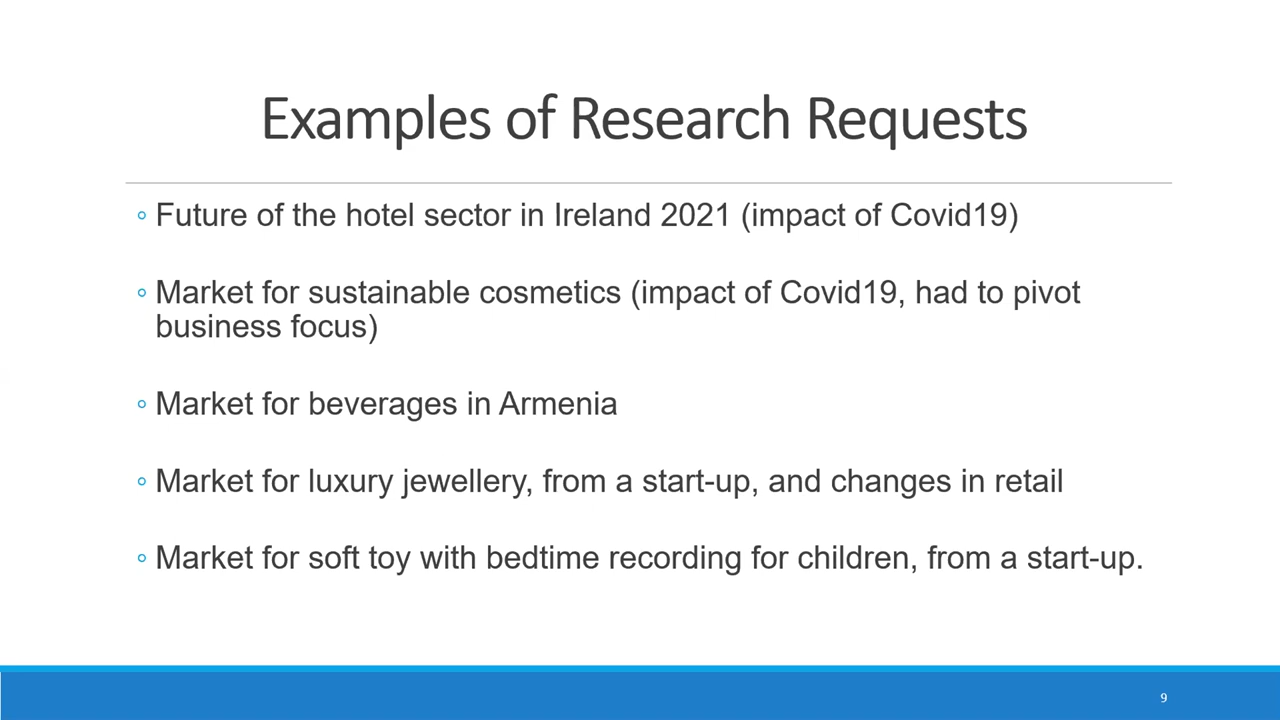 Examples of Research Requests
◦ Future of the hotel sector in Ireland 2021 (impact of Covid19)
◦ Market for sustainable cosmetics (impact of Covid19, had to pivot
business focus)
◦ Market for beverages in Armenia
◦ Market for luxury jewellery, from a start-up, and changes in retail
◦ Market for soft toy with bedtime recording for children, from a start-up.
9